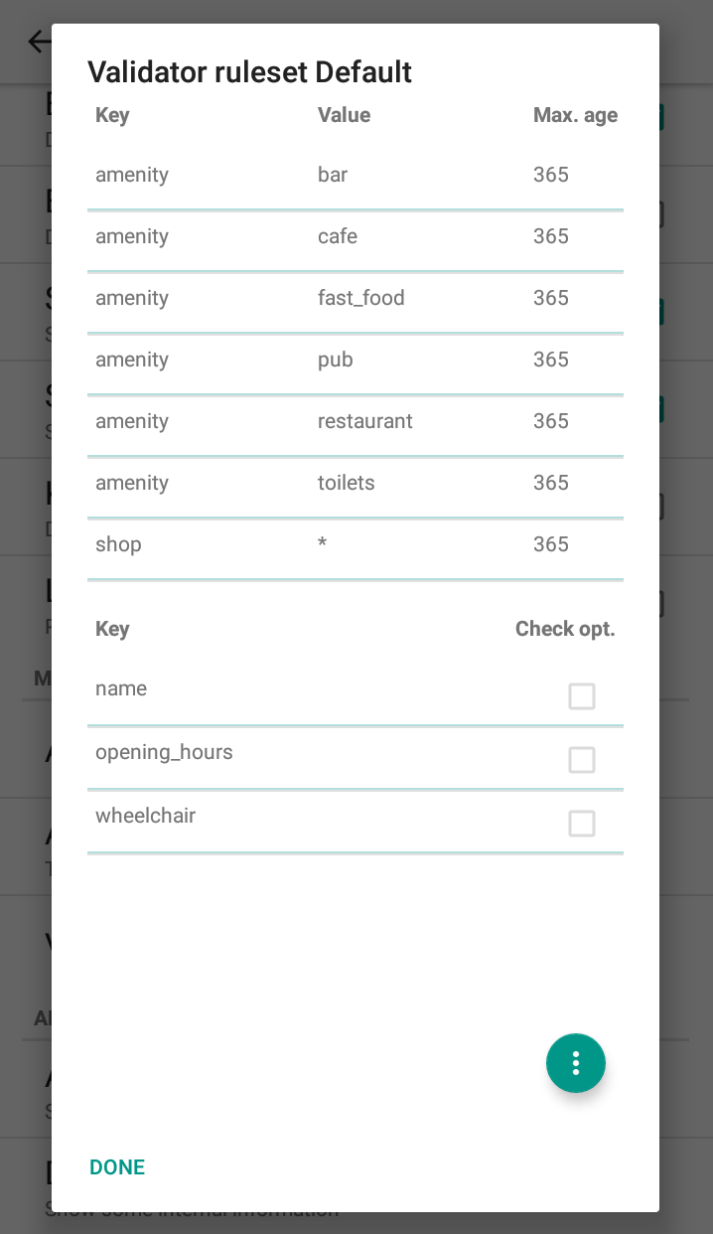 Validator ruleset Default
Key Value Max. age
amenity bar 365
amenity cafe 365
amenity fast_food 365
amenity pub 365
amenity restaurant 365
amenity toilets 365
shop * 365
Key Check opt.
name
opening_hours
wheelchair
DONE
Show some internal information